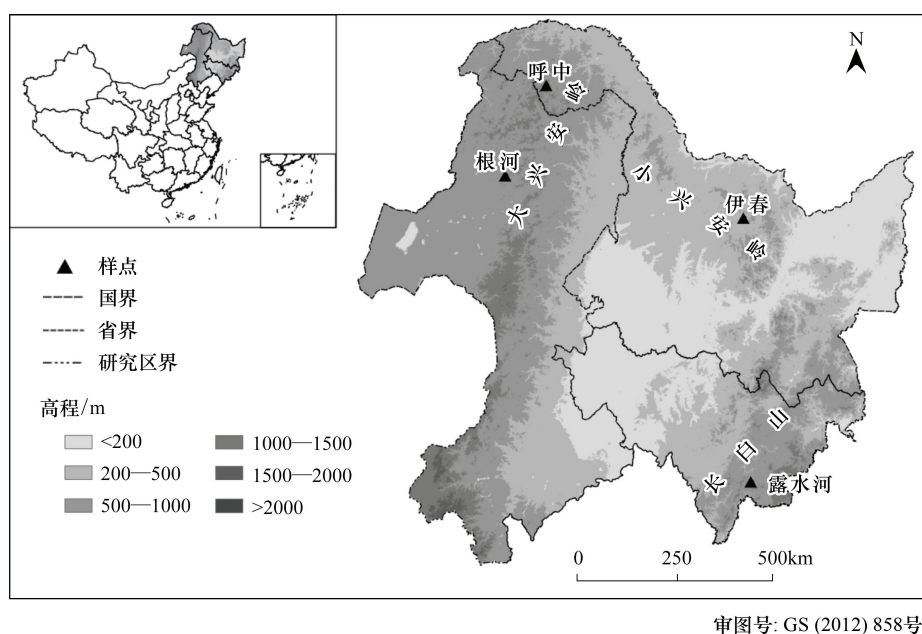 N
呼中
根河
伊春
露水河
大兴安岭
小兴安岭
长白山
样点
国界
省界
研究区界
高程/m
<200
200—500
500—1000
1000—1500
1500—2000
>2000
0 250 500km
审图号: GS (2012) 858号